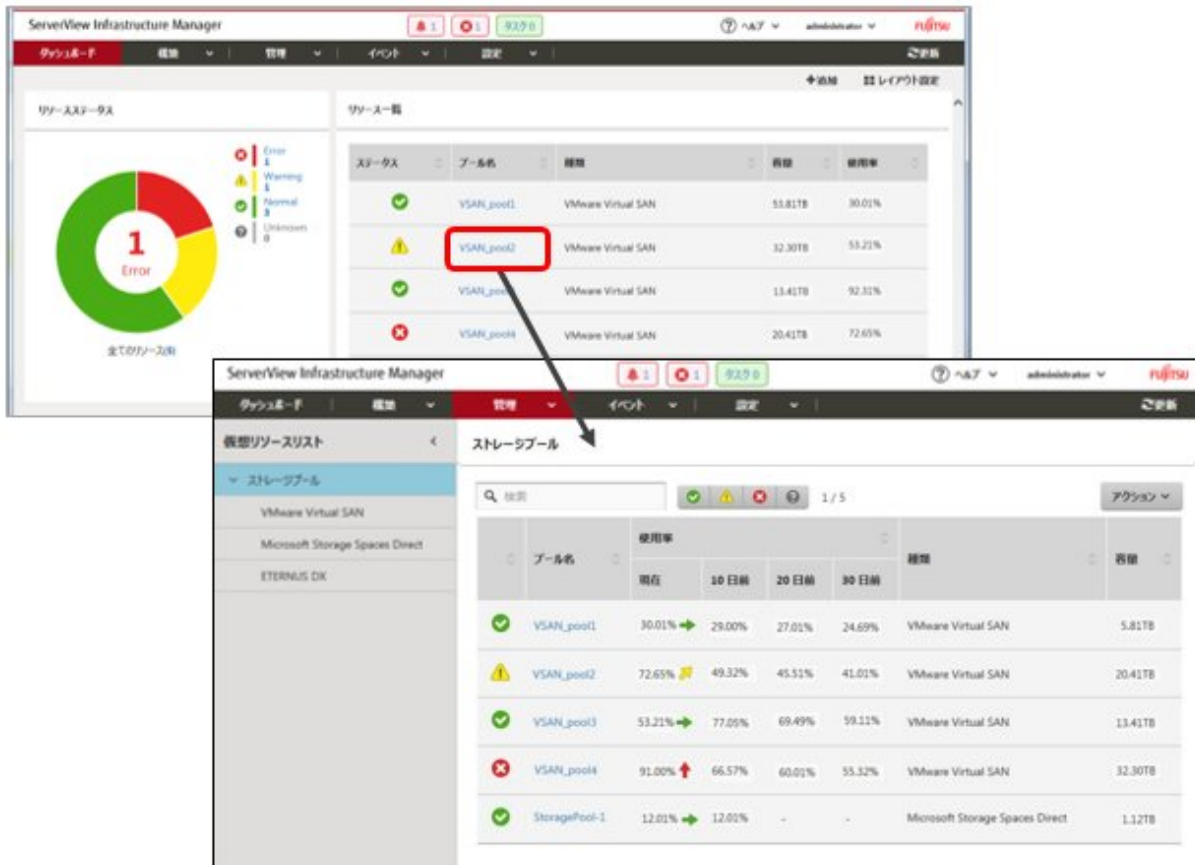 ServerView Infrastructure Manager 1 1 タスク 0 ヘルプ administrator FUJITSU
ダッシュボード 構築 管理 イベント 設定 更新
追加 レイアウト設定
リソースステータス リソース一覧
Error
1
Warning
1
Normal
3
Unknown
0
1
Error
全てのリソース(5)
ステータス プール名 種類 容量 使用率
VSAN_pool1 VMware Virtual SAN 53.81TB 30.01%
VSAN_pool2 VMware Virtual SAN 32.30TB 53.21%
VMware Virtual SAN 13.41TB 92.31%
VSAN_pool4 VMware Virtual SAN 20.41TB 72.65%
ServerView Infrastructure Manager 1 1 タスク 0 ヘルプ administrator FUJITSU
ダッシュボード 構築 管理 イベント 設定 更新
仮想リソースリスト
ストレージプール
VMware Virtual SAN
Microsoft Storage Spaces Direct
ETERNUS DX
ストレージプール
検索 1 / 5 アクション
プール名 使用率 種類 容量
現在 10 日前 20 日前 30 日前
VSAN_pool1 30.01% 29.00% 27.01% 24.69% VMware Virtual SAN 5.81TB
VSAN_pool2 72.65% 49.32% 45.51% 41.01% VMware Virtual SAN 20.41TB
VSAN_pool3 53.21% 77.05% 69.49% 59.11% VMware Virtual SAN 13.41TB
VSAN_pool4 91.00% 66.57% 60.01% 55.32% VMware Virtual SAN 32.30TB
StoragePool-1 12.01% 12.01% - - Microsoft Storage Spaces Direct 1.12TB